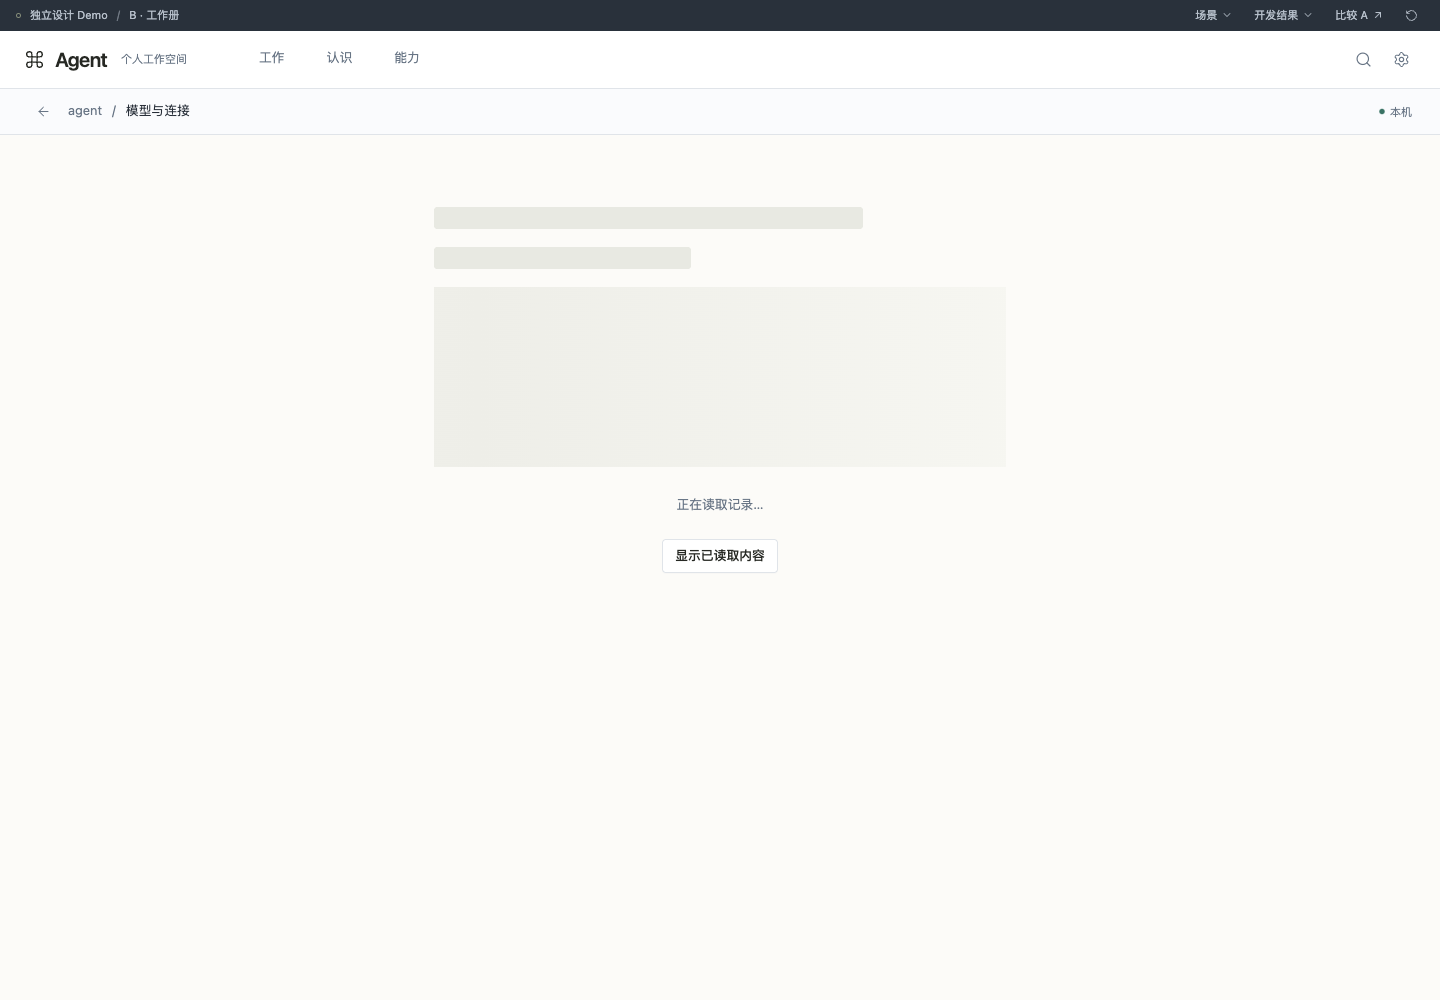 独立设计 Demo / B · 工作册
场景 开发结果 比较 A
Agent 个人工作空间 工作 认识 能力
agent / 模型与连接
本机
正在读取记录...
显示已读取内容